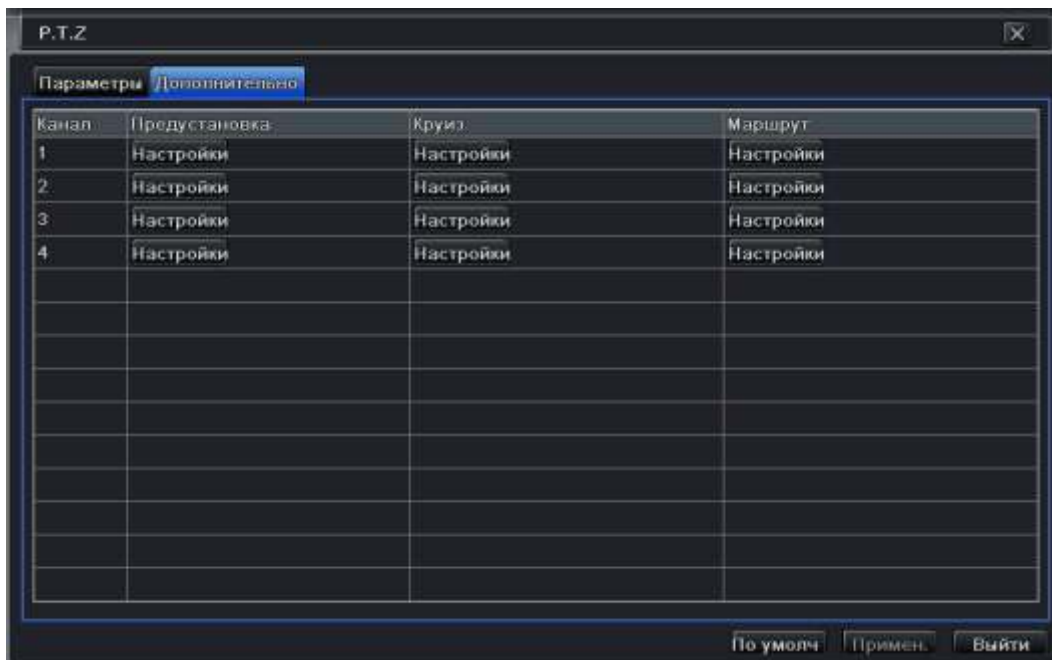 P.T.Z
Параметры Дополнительно
Канал Предустановка Круиз Маршрут
1 Настройки Настройки Настройки
2 Настройки Настройки Настройки
3 Настройки Настройки Настройки
4 Настройки Настройки Настройки
По умолч Примен. Выйти